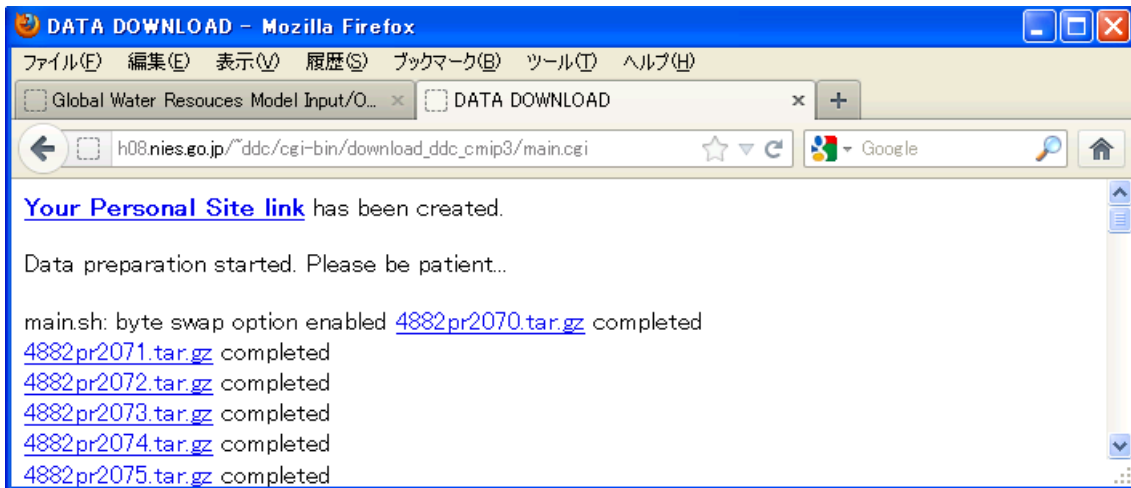 DATA DOWNLOAD - Mozilla Firefox
ファイル(F) 編集(E) 表示(V) 履歴(S) ブックマーク(B) ツール(T) ヘルプ(H)
Global Water Resouces Model Input/O... × DATA DOWNLOAD × +
h08.nies.go.jp/~ddc/cgi-bin/download_ddc_cmip3/main.cgi Google
Your Personal Site link has been created.
Data preparation started. Please be patient...
main.sh: byte swap option enabled 4882pr2070.tar.gz completed
4882pr2071.tar.gz completed
4882pr2072.tar.gz completed
4882pr2073.tar.gz completed
4882pr2074.tar.gz completed
4882pr2075.tar.gz completed